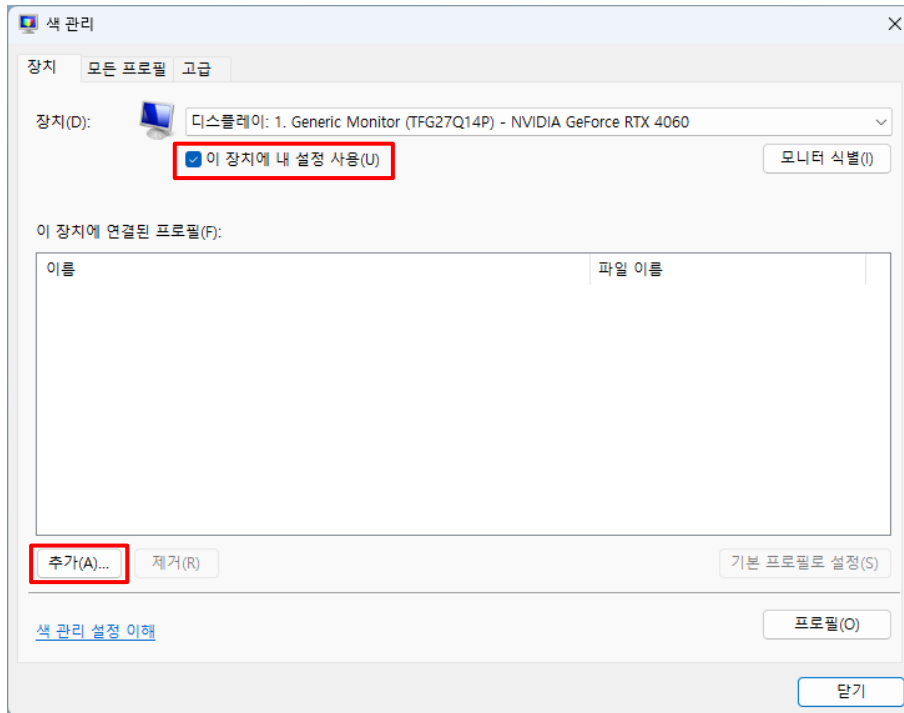 색 관리
장치 모든 프로필 고급
장치(D): 디스플레이: 1. Generic Monitor (TFG27Q14P) - NVIDIA GeForce RTX 4060
이 장치에 내 설정 사용(U) 모니터 식별(I)
이 장치에 연결된 프로필(F):
이름 파일 이름
추가(A)... 제거(R) 기본 프로필로 설정(S)
색 관리 설정 이해 프로필(O)
닫기